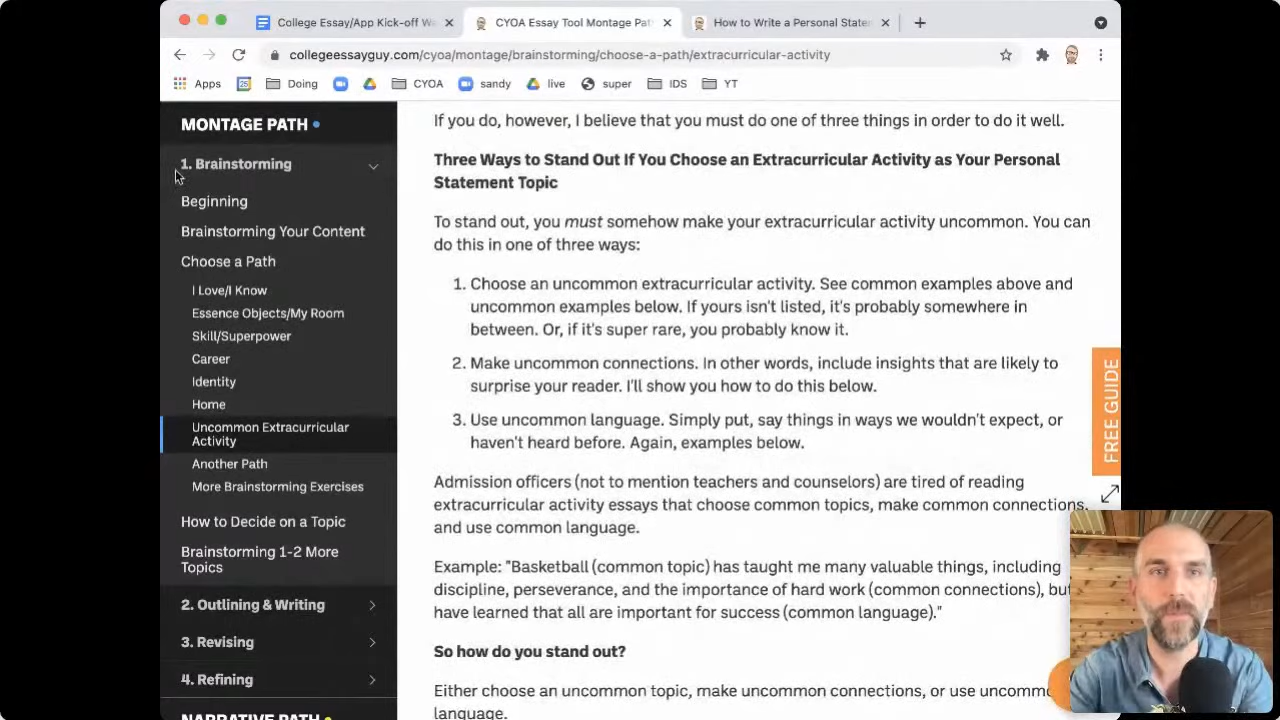 College Essay/App Kick-off W
CYOA Essay Tool Montage Pat
How to Write a Personal State
collegeessayguy.com/cyoa/montage/brainstorming/choose-a-path/extracurricular-activity
Apps
25
Doing
CYOA
sandy
live
super
IDS
YT
MONTAGE PATH
1. Brainstorming
Beginning
Brainstorming Your Content
Choose a Path
I Love/I Know
Essence Objects/My Room
Skill/Superpower
Career
Identity
Home
Uncommon Extracurricular
Activity
Another Path
More Brainstorming Exercises
How to Decide on a Topic
Brainstorming 1-2 More
Topics
2. Outlining & Writing
3. Revising
4. Refining
NARRATIVE PATH
If you do, however, I believe that you must do one of three things in order to do it well.
Three Ways to Stand Out If You Choose an Extracurricular Activity as Your Personal
Statement Topic
To stand out, you must somehow make your extracurricular activity uncommon. You can
do this in one of three ways:
1. Choose an uncommon extracurricular activity. See common examples above and
uncommon examples below. If yours isn't listed, it's probably somewhere in
between. Or, if it's super rare, you probably know it.
2. Make uncommon connections. In other words, include insights that are likely to
surprise your reader. I'll show you how to do this below.
3. Use uncommon language. Simply put, say things in ways we wouldn't expect, or
haven't heard before. Again, examples below.
Admission officers (not to mention teachers and counselors) are tired of reading
extracurricular activity essays that choose common topics, make common connections,
and use common language.
Example: "Basketball (common topic) has taught me many valuable things, including
discipline, perseverance, and the importance of hard work (common connections), but
have learned that all are important for success (common language)."
So how do you stand out?
Either choose an uncommon topic, make uncommon connections, or use uncomm
language.
FREE GUIDE